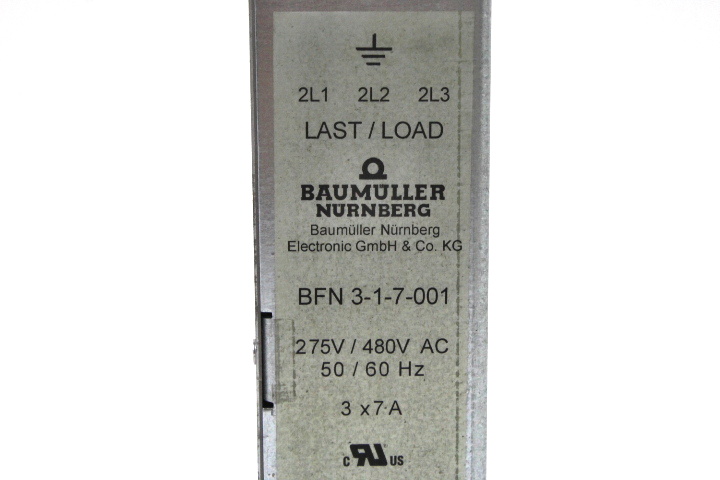 2L1 2L2 2L3
LAST / LOAD
BAUMÜLLER
NÜRNBERG
Baumüller Nürnberg
Electronic GmbH & Co. KG
BFN 3-1-7-001
275V / 480V AC
50 / 60 Hz
3 x 7 A
c RU US